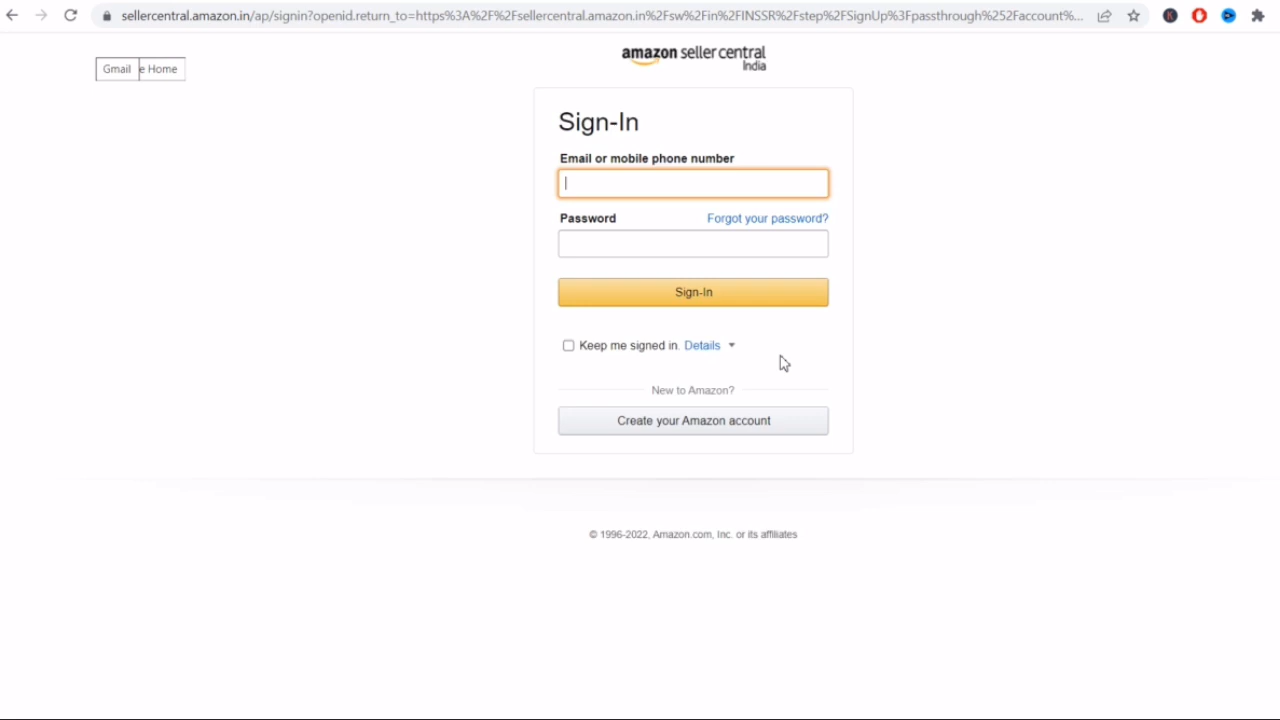 sellercentral.amazon.in/ap/signin?openid.return_to=https%3A%2F%2Fsellercentral.amazon.in%2Fsw%2Fin%2FINSSR%2Fstep%2FSignUp%3Fpassthrough%252Faccount%...
amazon seller central
India
Gmail e Home
Sign-In
Email or mobile phone number
Password Forgot your password?
Sign-In
Keep me signed in. Details
New to Amazon?
Create your Amazon account
© 1996-2022, Amazon.com, Inc. or its affiliates